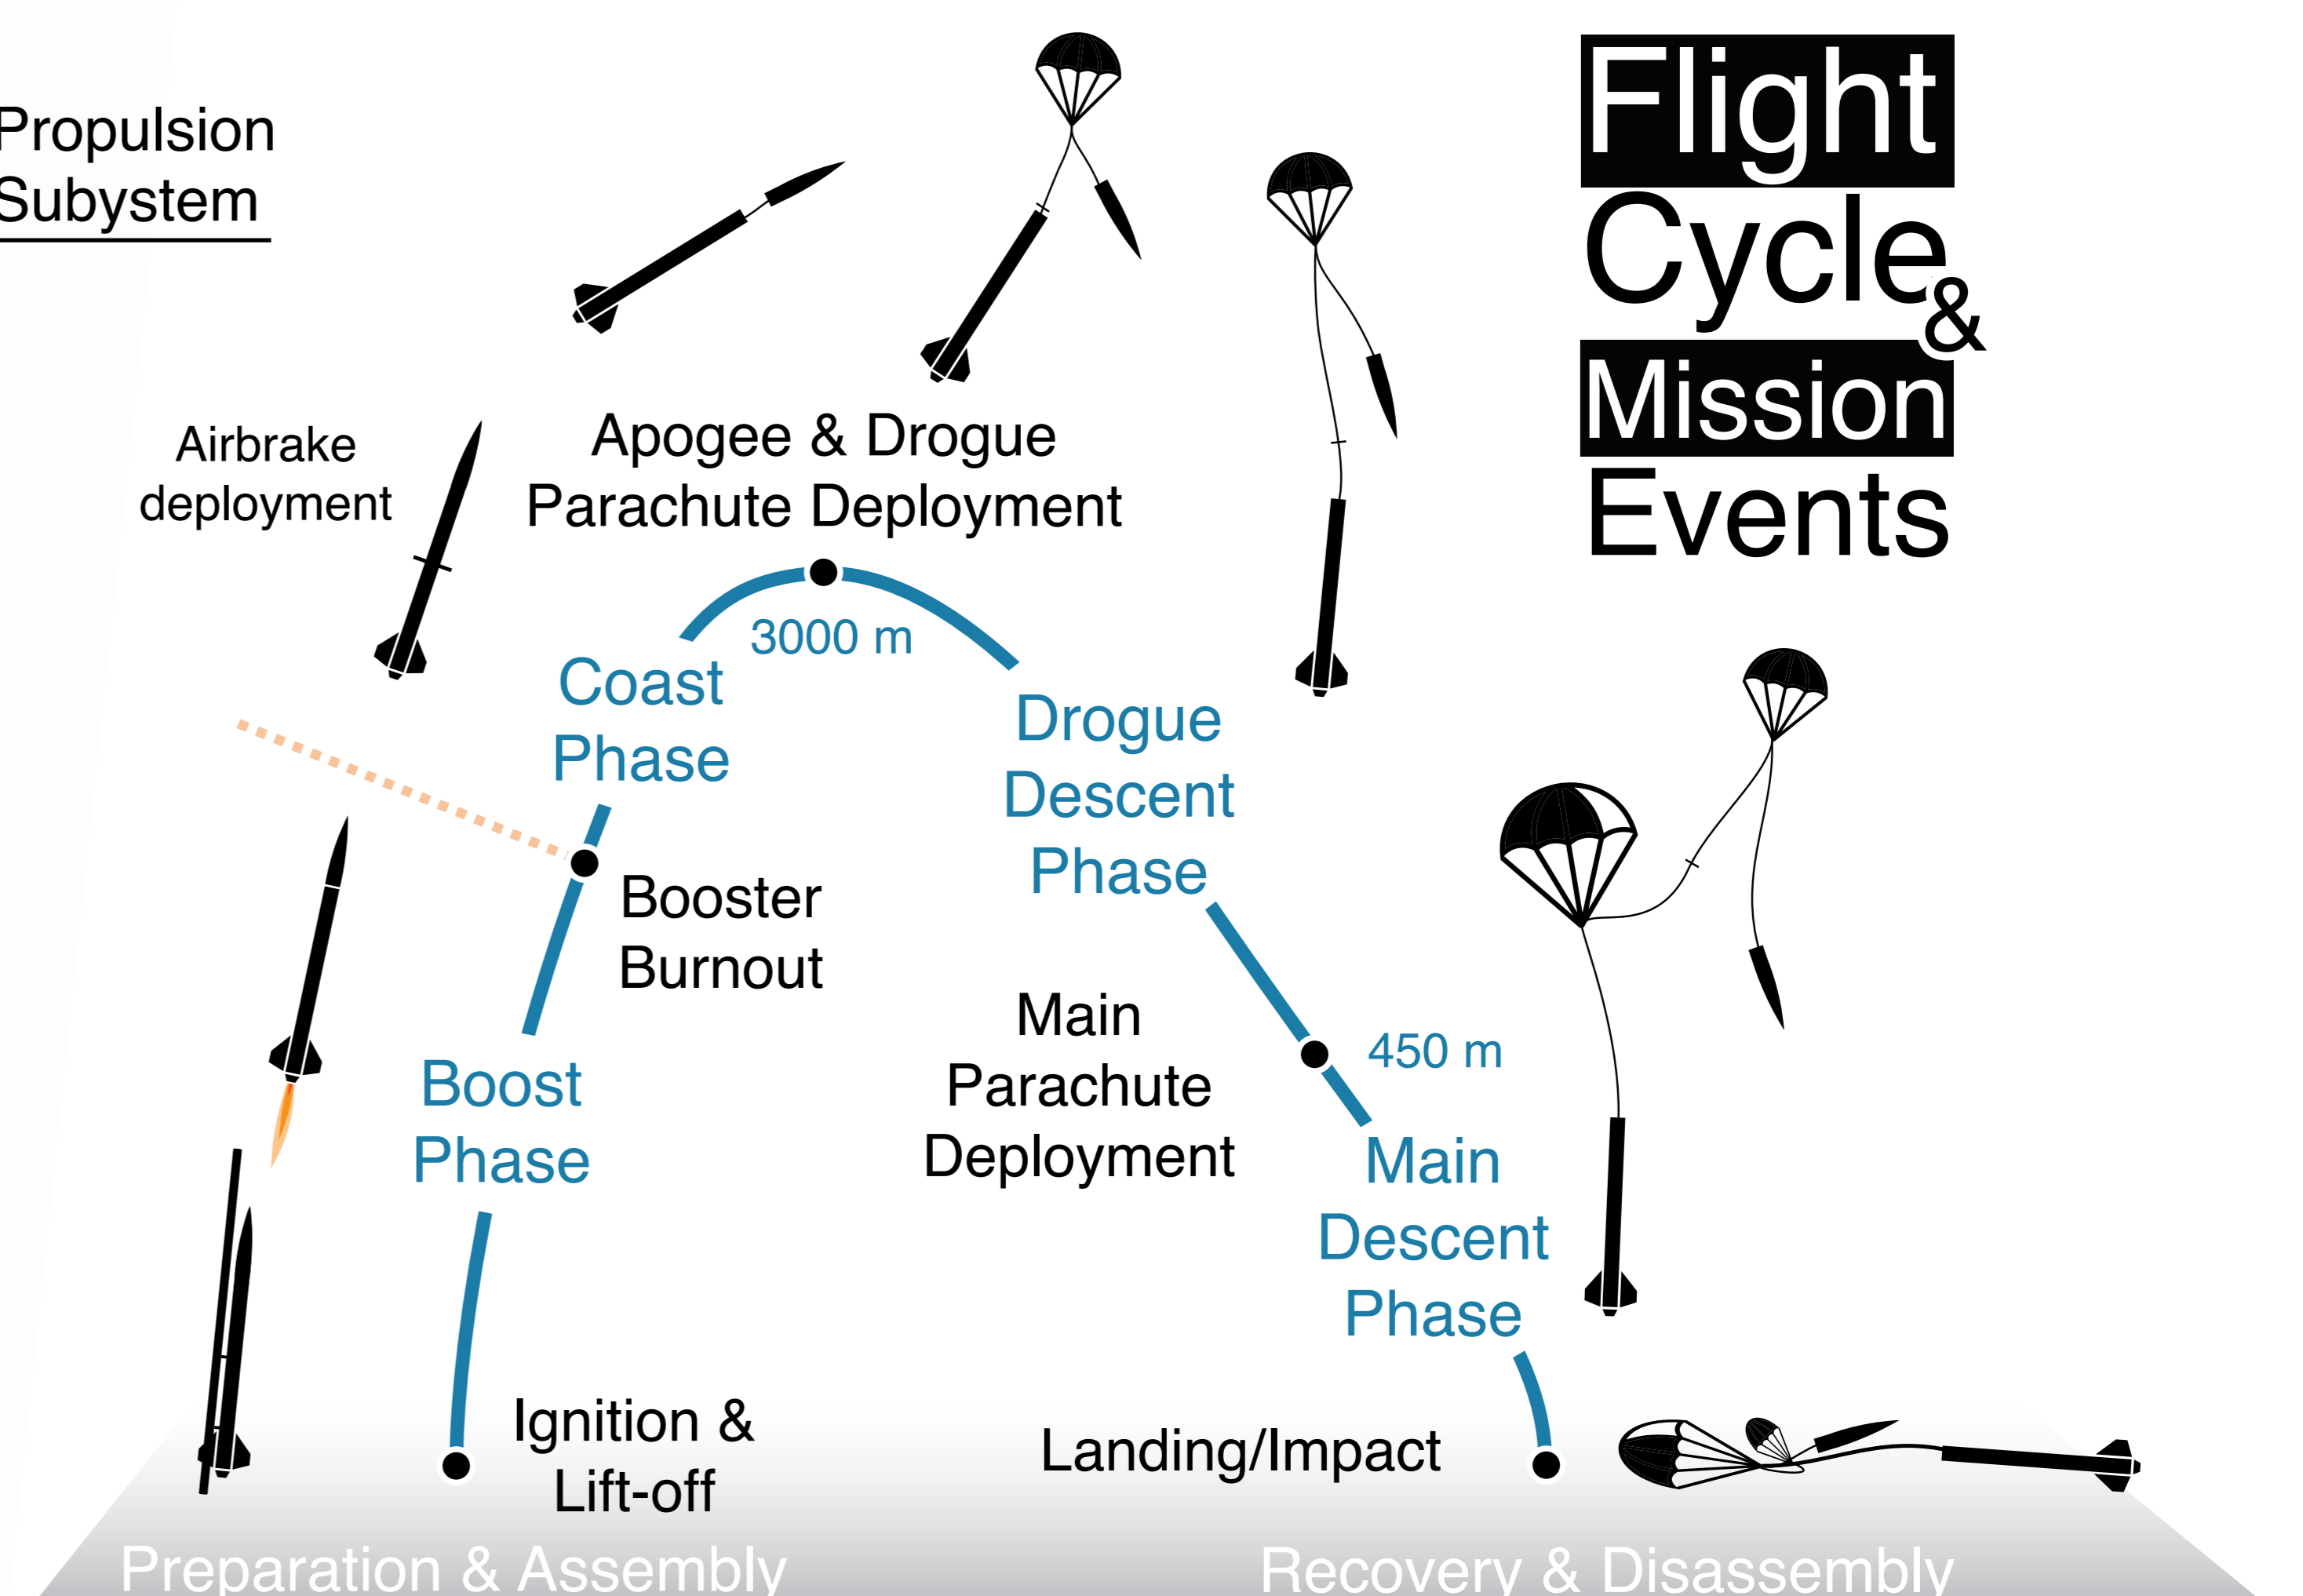 Propulsion
Subystem
Flight
Cycle
&
Mission
Events
Airbrake
deployment
Apogee & Drogue
Parachute Deployment
3000 m
Coast
Phase
Drogue
Descent
Phase
Booster
Burnout
Main
Parachute
Deployment
450 m
Boost
Phase
Main
Descent
Phase
Ignition &
Lift-off
Landing/Impact
Preparation & Assembly
Recovery & Disassembly